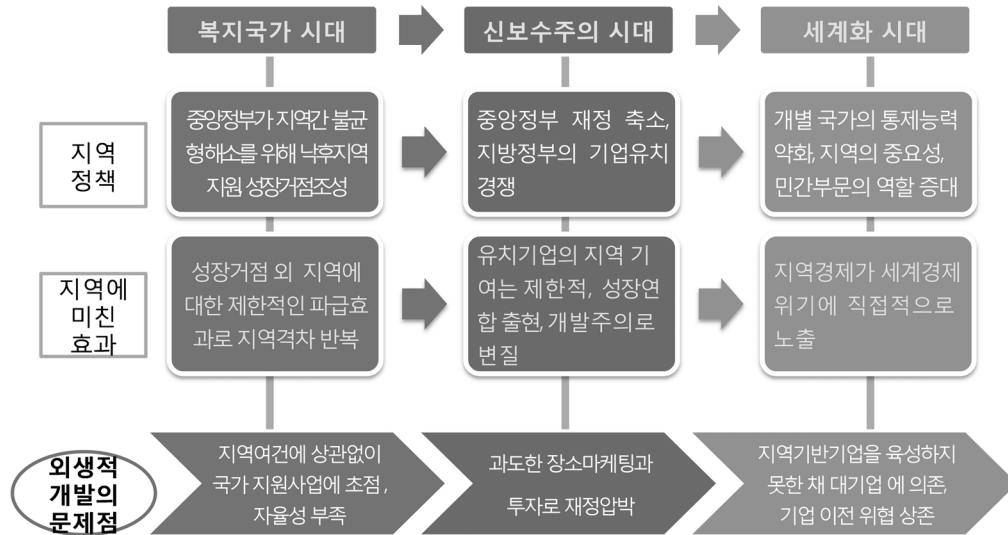 복지국가 시대
신보수주의 시대
세계화 시대
지역
정책
중앙정부가 지역간 불균
형해소를 위해 낙후지역
지원, 성장거점조성
중앙정부 재정 축소,
지방정부의 기업유치
경쟁
개별 국가의 통제능력
약화, 지역의 중요성,
민간부문의 역할 증대
지역에
미친
효과
성장거점 외 지역에
대한 제한적인 파급효
과로 지역격차 반복
유치기업의 지역 기
여는 제한적, 성장연
합 출현, 개발주의로
변질
지역경제가 세계경제
위기에 직접적으로
노출
외생적
개발의
문제점
지역여건에 상관없이
국가 지원사업에 초점,
자율성 부족
과도한 장소마케팅과
투자로 재정압박
지역기반기업을 육성하지
못한 채 대기업 에 의존,
기업 이전 위협 상존